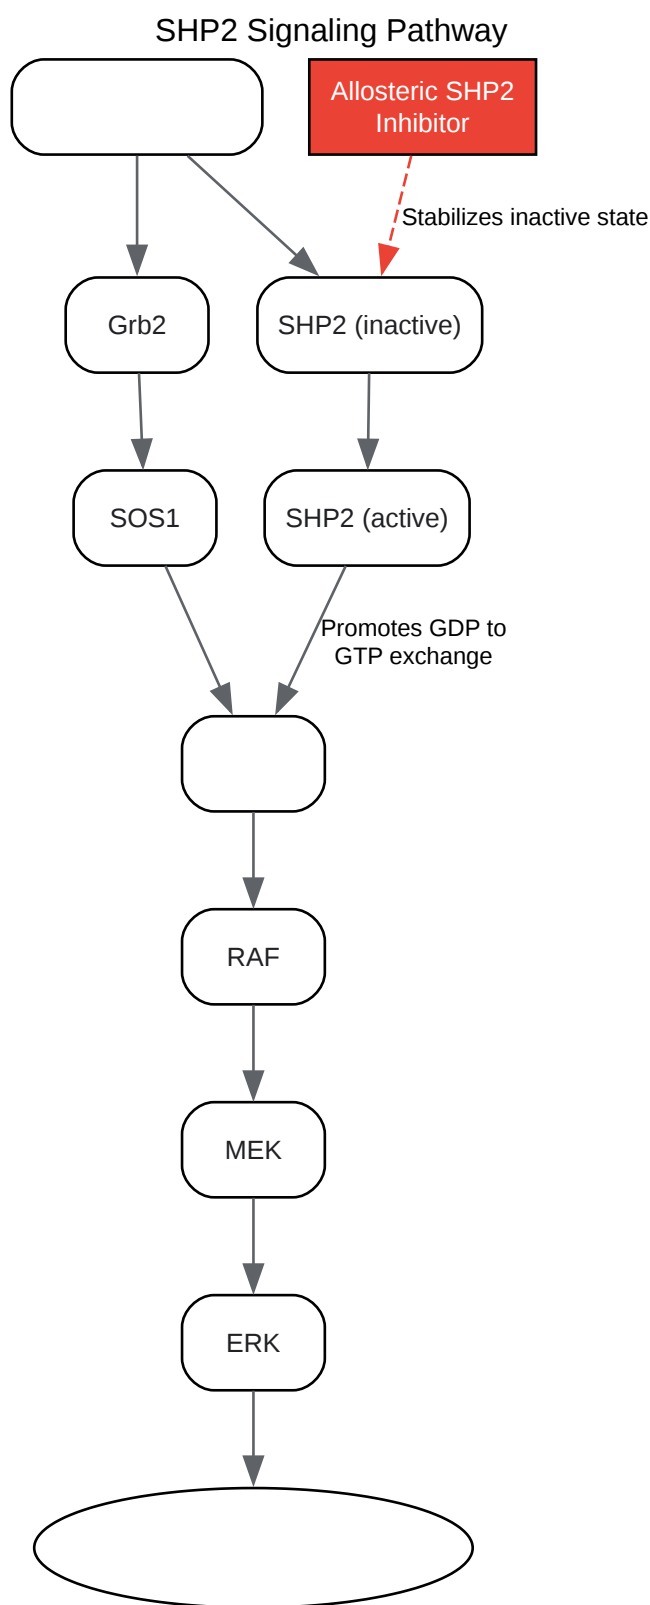 SHP2 Signaling Pathway
Allosteric SHP2
Inhibitor
Stabilizes inactive state
Grb2
SHP2 (inactive)
SOS1
SHP2 (active)
Promotes GDP to
GTP exchange
RAF
MEK
ERK